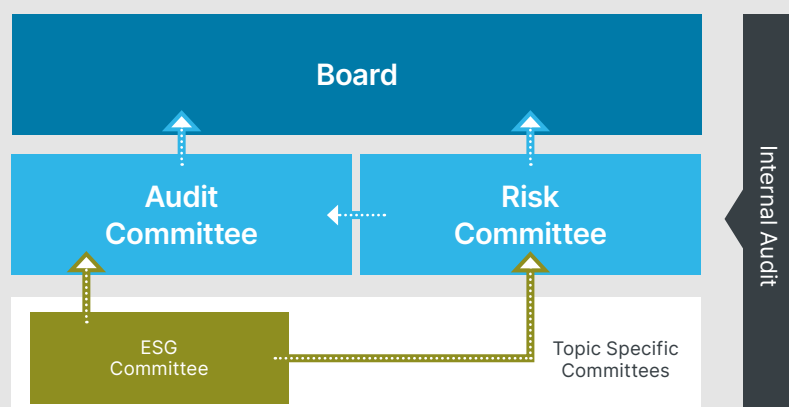 Board
Audit
Committee
Risk
Committee
ESG
Committee
Topic Specific
Committees
Internal Audit